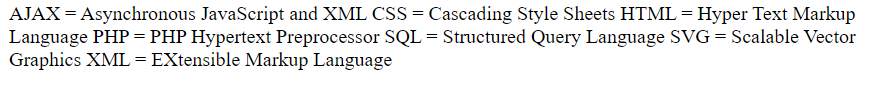 AJAX = Asynchronous JavaScript and XML CSS = Cascading Style Sheets HTML = Hyper Text Markup
Language PHP = PHP Hypertext Preprocessor SQL = Structured Query Language SVG = Scalable Vector
Graphics XML = EXtensible Markup Language